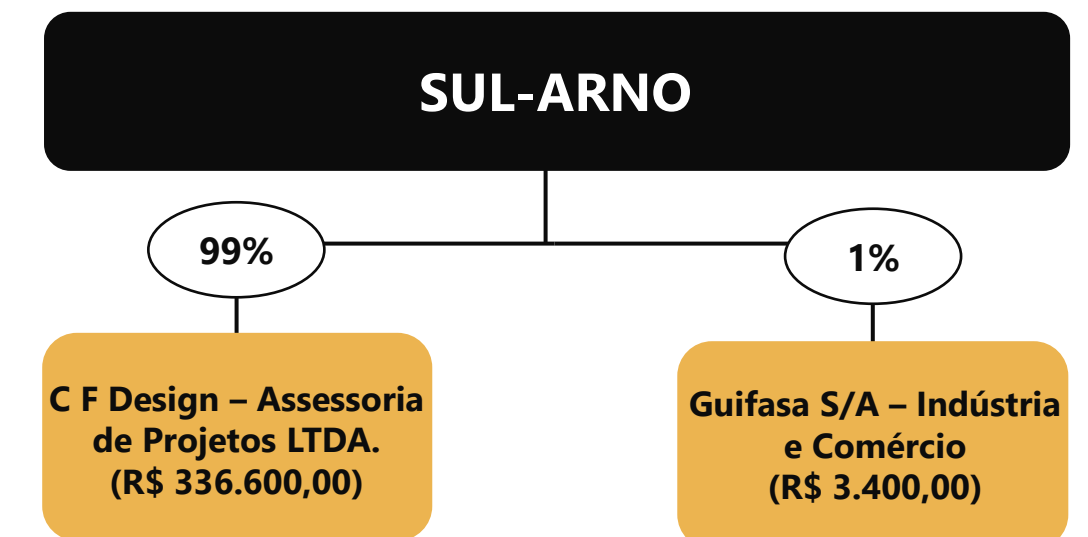 SUL-ARNO
99%
1%
C F Design – Assessoria
de Projetos LTDA.
(R$ 336.600,00)
Guifasa S/A – Indústria
e Comércio
(R$ 3.400,00)